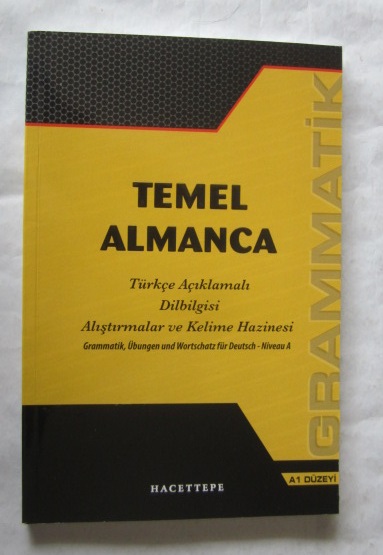 TEMEL
ALMANCA
Türkçe Açıklamalı
Dilbilgisi
Alıştırmalar ve Kelime Hazinesi
Grammatik, Übungen und Wortschatz für Deutsch - Niveau A
GRAMMATİK
A1 DÜZEYİ
HACETTEPE